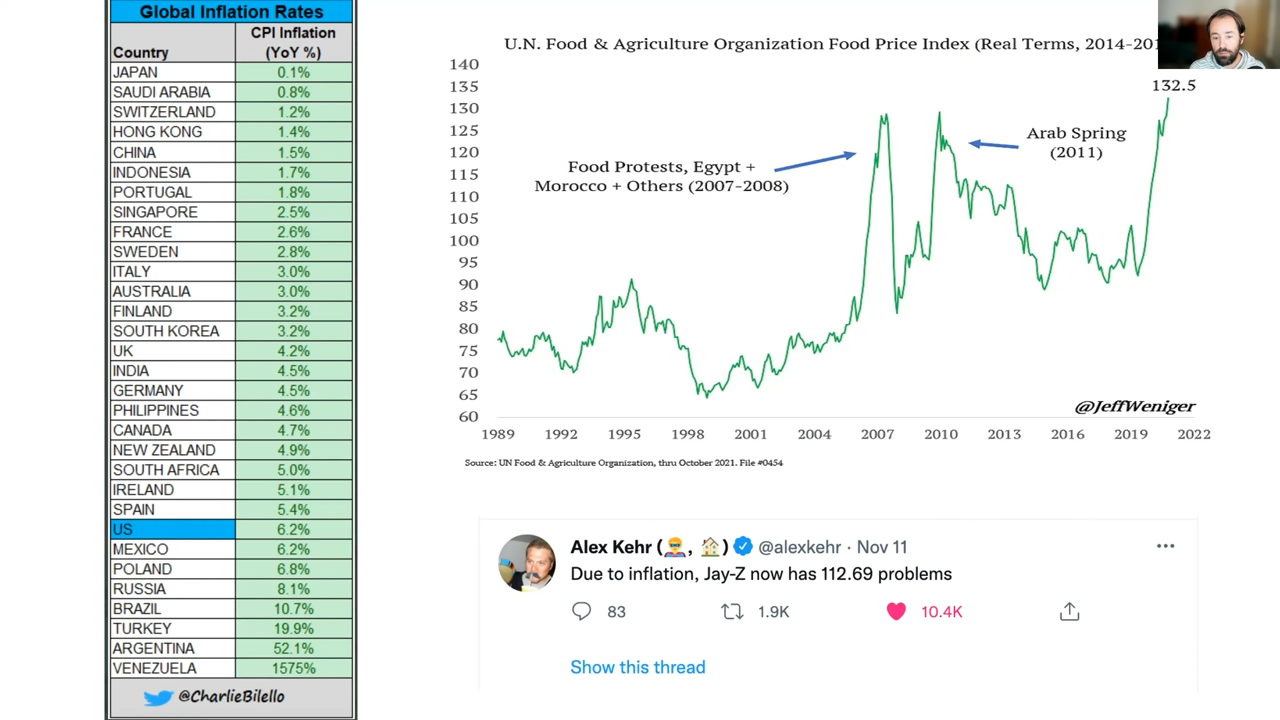 Global Inflation Rates
Country CPI Inflation (YoY %)
JAPAN 0.1%
SAUDI ARABIA 0.8%
SWITZERLAND 1.2%
HONG KONG 1.4%
CHINA 1.5%
INDONESIA 1.7%
PORTUGAL 1.8%
SINGAPORE 2.5%
FRANCE 2.6%
SWEDEN 2.8%
ITALY 3.0%
AUSTRALIA 3.0%
FINLAND 3.2%
SOUTH KOREA 3.2%
UK 4.2%
INDIA 4.5%
GERMANY 4.5%
PHILIPPINES 4.6%
CANADA 4.7%
NEW ZEALAND 4.9%
SOUTH AFRICA 5.0%
IRELAND 5.1%
SPAIN 5.4%
US 6.2%
MEXICO 6.2%
POLAND 6.8%
RUSSIA 8.1%
BRAZIL 10.7%
TURKEY 19.9%
ARGENTINA 52.1%
VENEZUELA 1575%
@CharlieBilello
U.N. Food & Agriculture Organization Food Price Index (Real Terms, 2014-201
140
135
130
125
120
115
110
105
100
95
90
85
80
75
70
65
60
132.5
Arab Spring
(2011)
Food Protests, Egypt +
Morocco + Others (2007-2008)
@JeffWeniger
1989 1992 1995 1998 2001 2004 2007 2010 2013 2016 2019 2022
Source: UN Food & Agriculture Organization, thru October 2021. File #0454
Alex Kehr (🦸‍♂️, 🏠) @alexkehr · Nov 11
Due to inflation, Jay-Z now has 112.69 problems
83 1.9K 10.4K
Show this thread